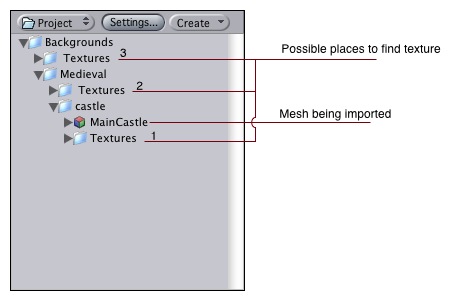 Project Settings... Create
Backgrounds
Textures 3
Possible places to find texture
Medieval
Textures 2
castle
MainCastle
Mesh being imported
Textures 1